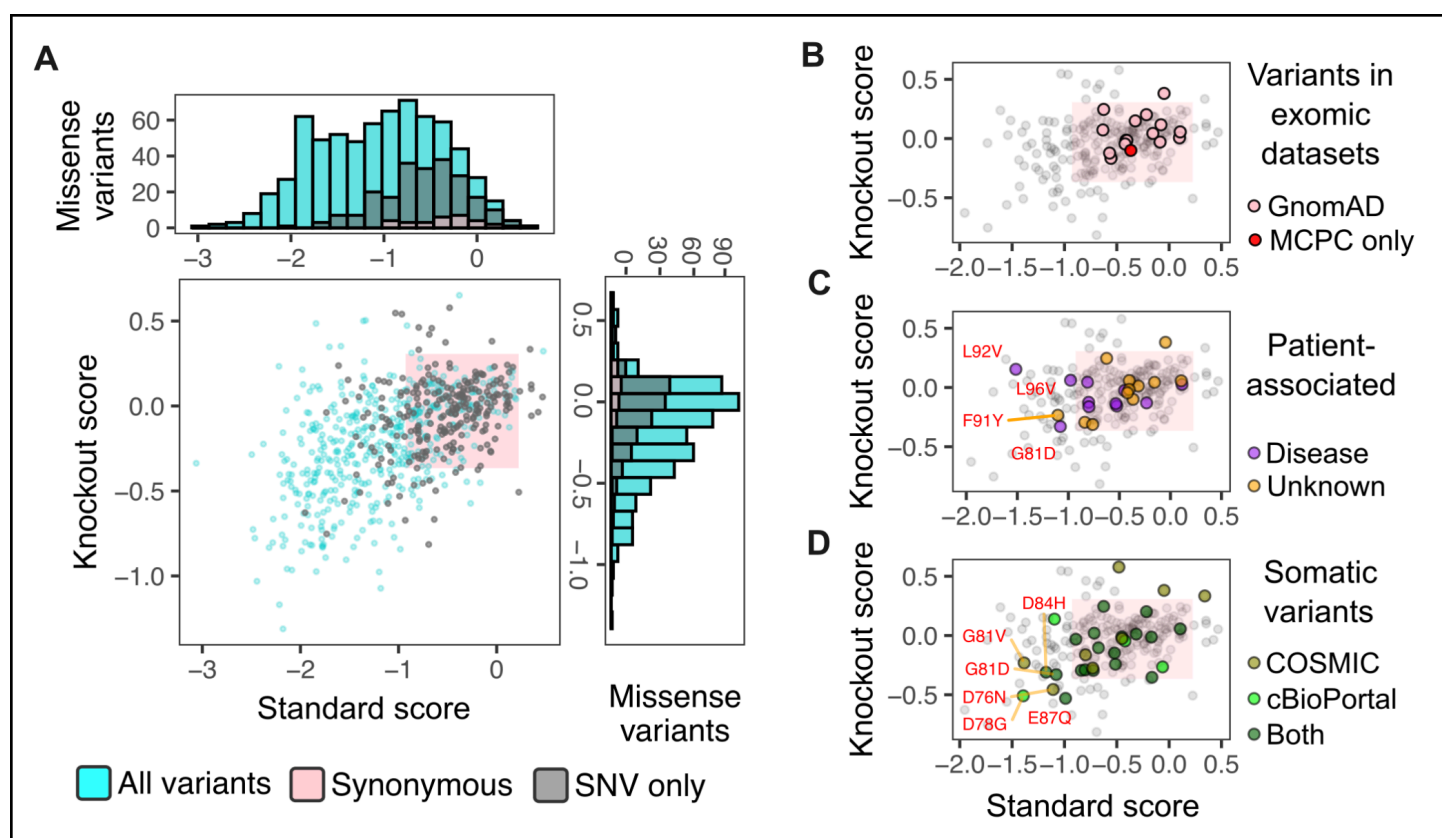 A
Missense
variants
60
40
20
0
−3
−2
−1
0
0
30
60
90
0.5
0.0
−0.5
−1.0
Knockout score
0.5
0.0
−0.5
−1.0
−3
−2
−1
0
Standard score
Missense
variants
All variants
Synonymous
SNV only
B
Knockout score
0.5
0.0
−0.5
−2.0
−1.5
−1.0
−0.5
0.0
0.5
Variants in
exomic
datasets
GnomAD
MCPC only
C
Knockout score
0.5
0.0
−0.5
L92V
L96V
F91Y
G81D
−2.0
−1.5
−1.0
−0.5
0.0
0.5
Patient-
associated
Disease
Unknown
D
Knockout score
0.5
0.0
−0.5
D84H
G81V
G81D
D76N
D78G
E87Q
−2.0
−1.5
−1.0
−0.5
0.0
0.5
Standard score
Somatic
variants
COSMIC
cBioPortal
Both